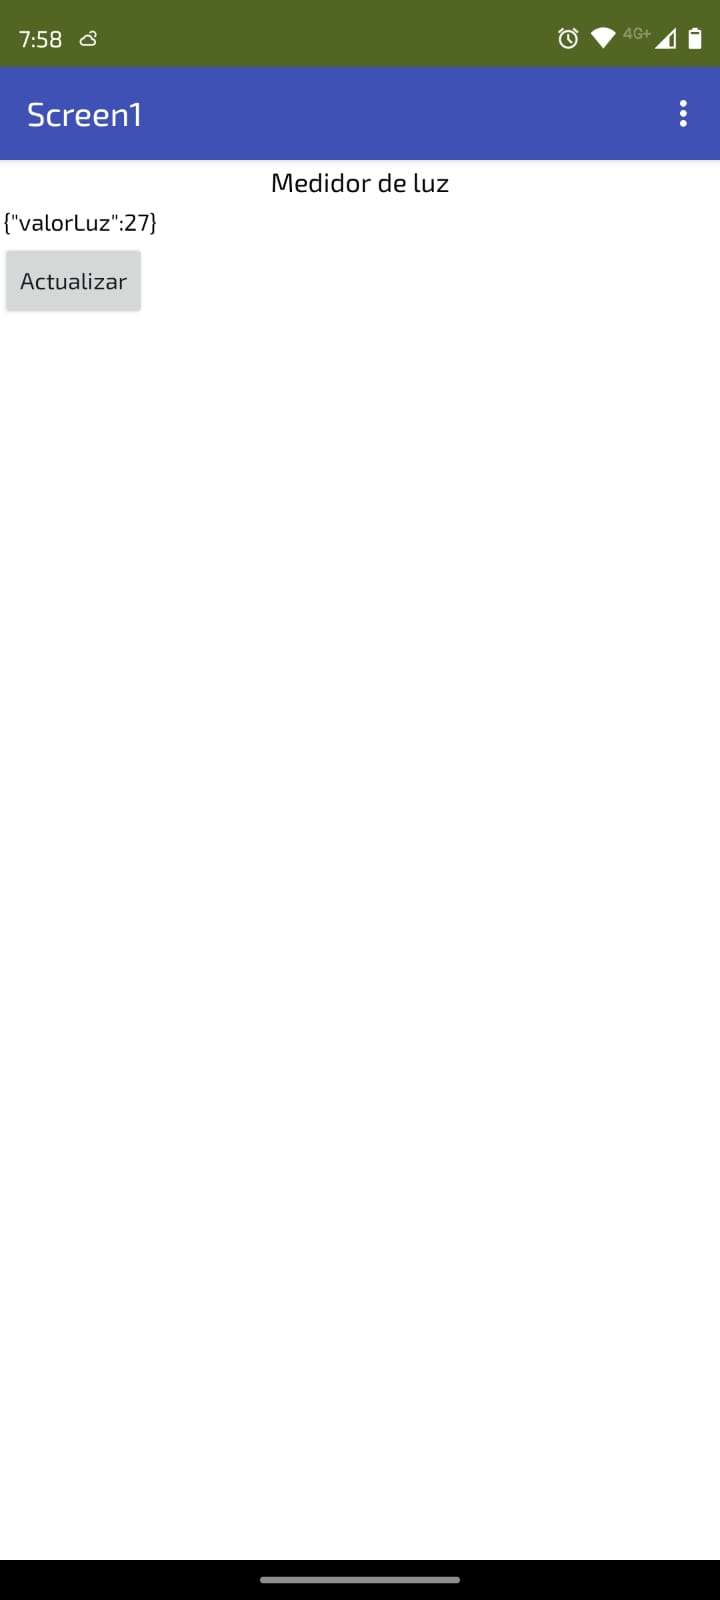 7:58
4G+
Screen1
Medidor de luz
{"valorLuz":27}
Actualizar